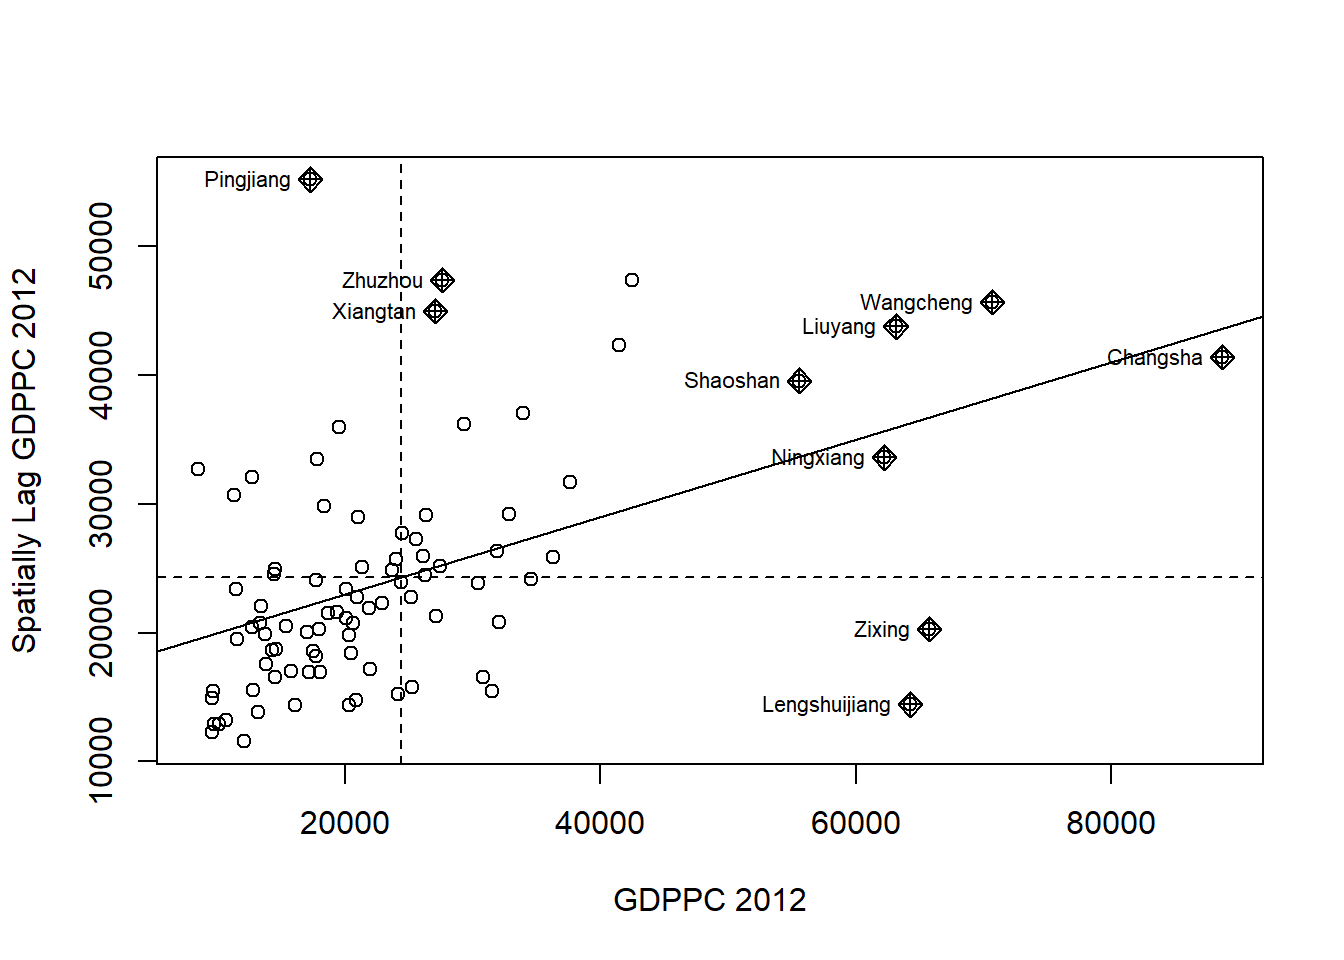 Pingjiang
Zhuzhou
Xiangtan
Wangcheng
Liuyang
Changsha
Shaoshan
Ningxiang
Zixing
Lengshuijiang
Spatially Lag GDPPC 2012
50000
40000
30000
20000
10000
20000 40000 60000 80000
GDPPC 2012